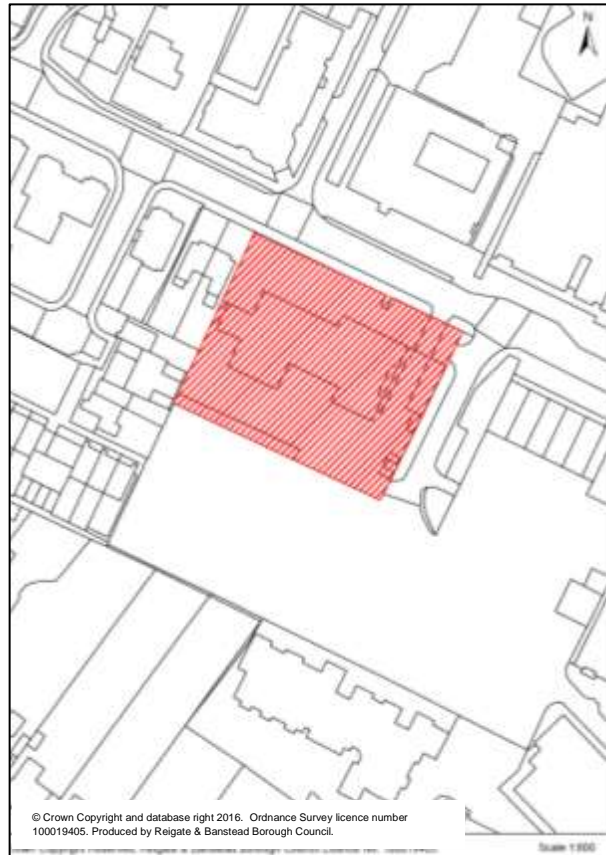 N
© Crown Copyright and database right 2016. Ordnance Survey licence number
100019405. Produced by Reigate & Banstead Borough Council.